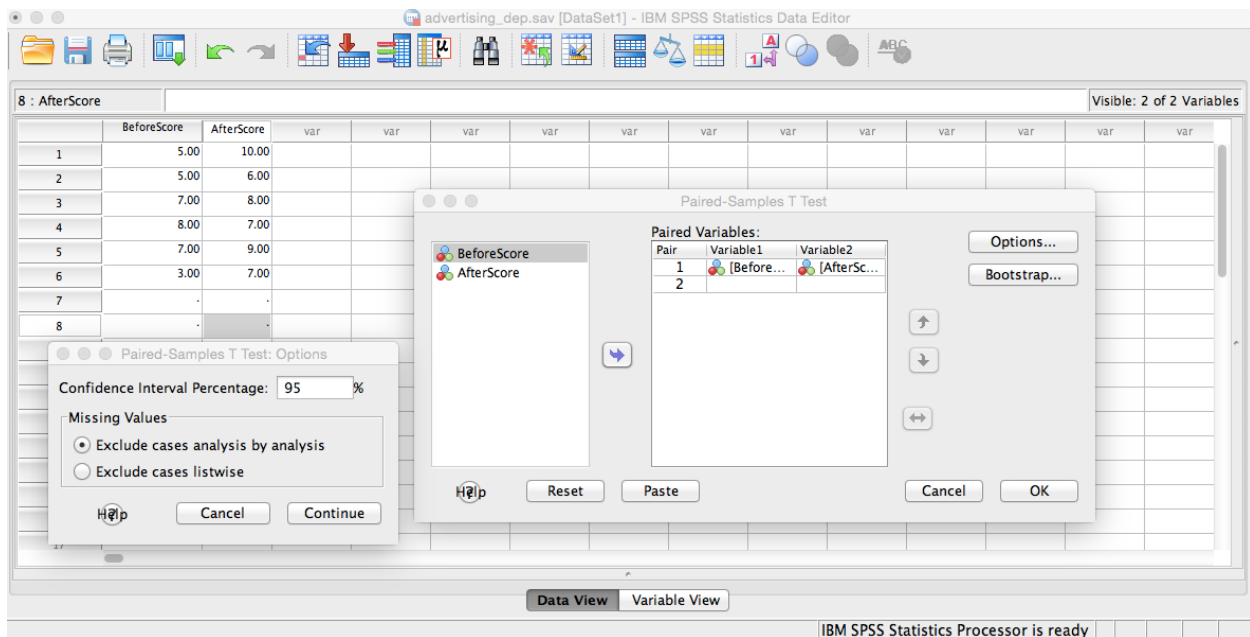 advertising_dep.sav [DataSet1] - IBM SPSS Statistics Data Editor
μ A 1 ABC
8 : AfterScore Visible: 2 of 2 Variables
BeforeScore AfterScore var var var var var var var var var var var var
1 5.00 10.00
2 5.00 6.00
3 7.00 8.00
4 8.00 7.00
5 7.00 9.00
6 3.00 7.00
7 . .
8 . .
17
Paired-Samples T Test
Paired Variables:
BeforeScore
AfterScore
Pair Variable1 Variable2
1 [Before... [AfterSc...
2
Options...
Bootstrap...
Help Reset Paste Cancel OK
Paired-Samples T Test: Options
Confidence Interval Percentage: 95 %
Missing Values
Exclude cases analysis by analysis
Exclude cases listwise
Help Cancel Continue
Data View Variable View
IBM SPSS Statistics Processor is ready